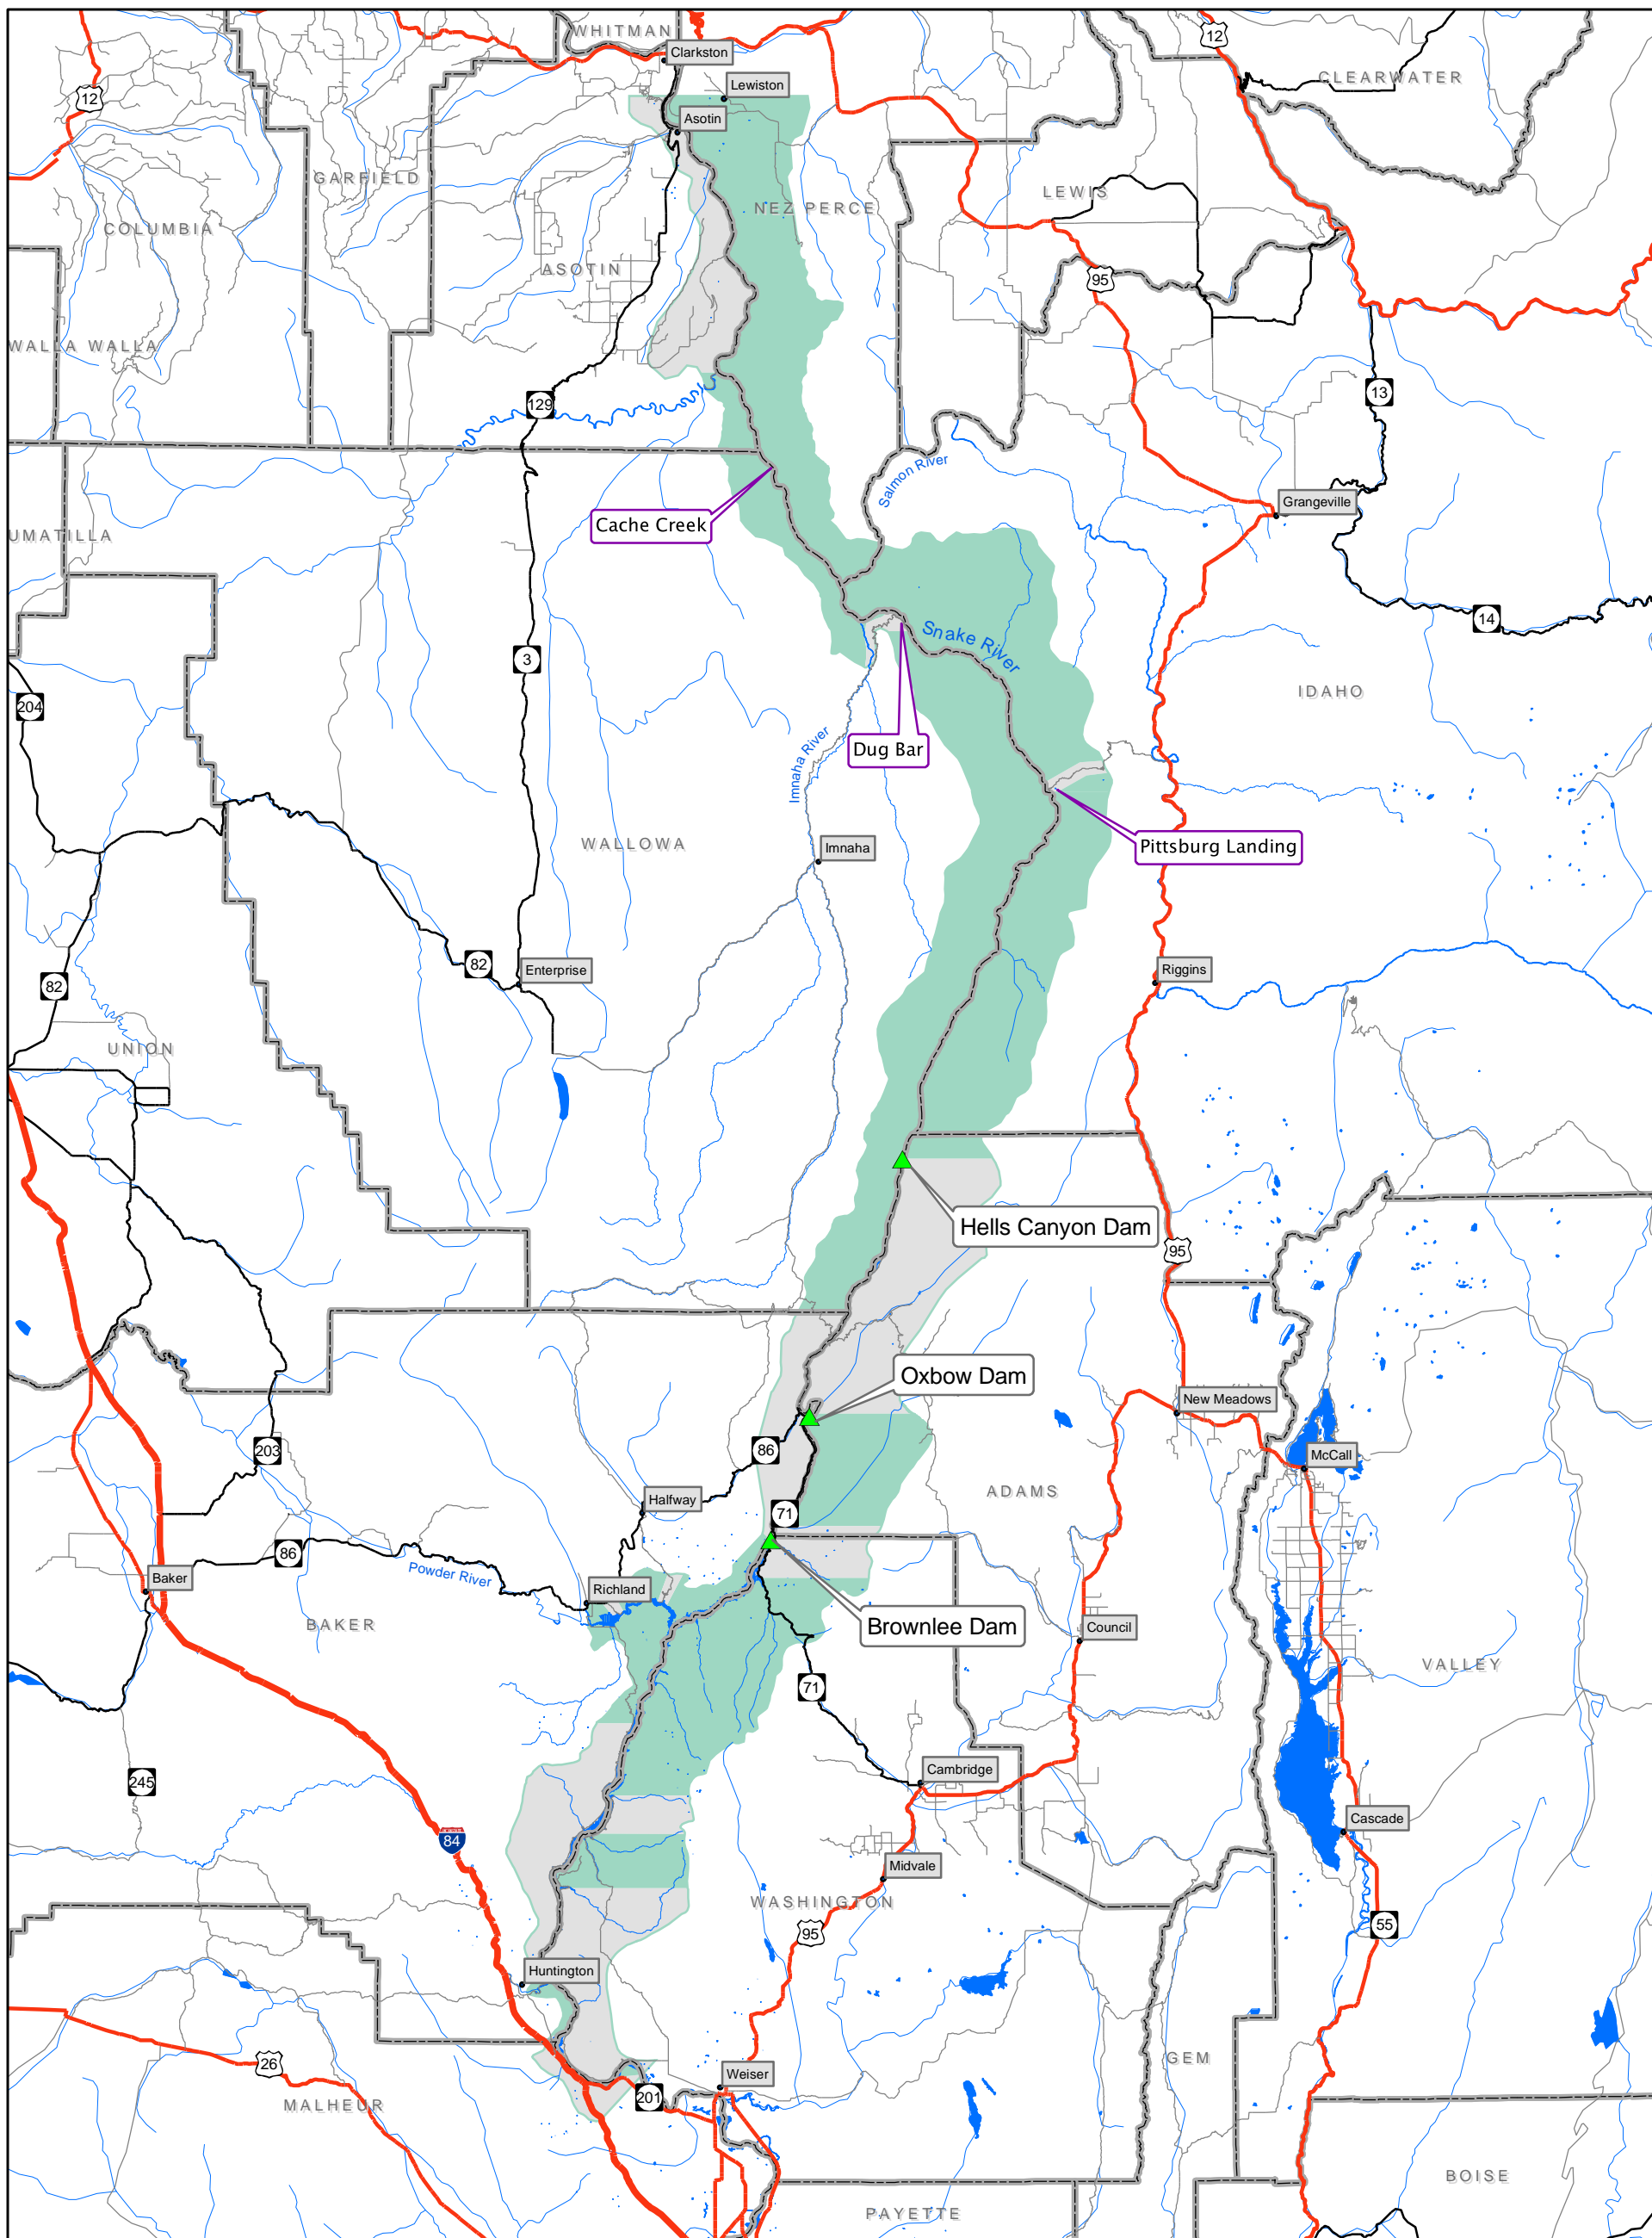 WHITMAN
12
Clarkston
CLEARWATER
12
Lewiston
Asotin
GARFIELD
LEWIS
NEZ PERCE
COLUMBIA
ASOTIN
95
WALLA WALLA
129
13
Salmon River
Grangeville
Cache Creek
UMATILLA
14
Snake River
3
IDAHO
204
Dug Bar
Imnaha River
WALLOWA
Imnaha
Pittsburg Landing
82
Enterprise
Riggins
82
UNION
Hells Canyon Dam
95
Oxbow Dam
New Meadows
203
86
McCall
ADAMS
Halfway
71
86
Powder River
Baker
Richland
BAKER
Brownlee Dam
Council
VALLEY
71
Cambridge
245
Cascade
84
Midvale
WASHINGTON
95
55
Huntington
26
GEM
Weiser
201
MALHEUR
BOISE
PAYETTE